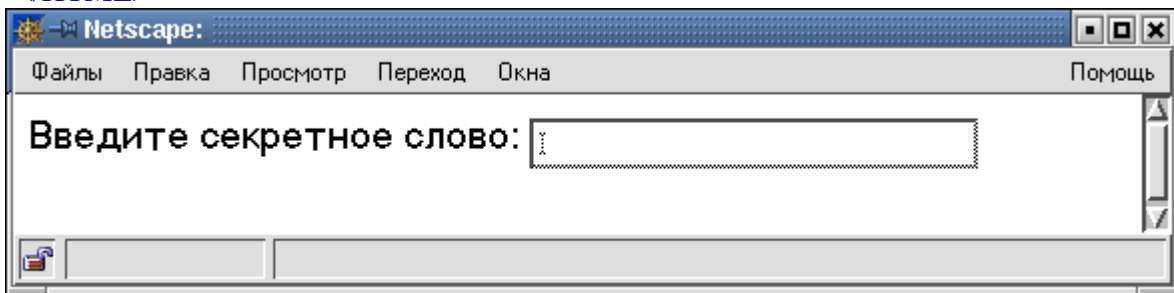 Netscape:
Файлы Правка Просмотр Переход Окна Помощь
Введите секретное слово: